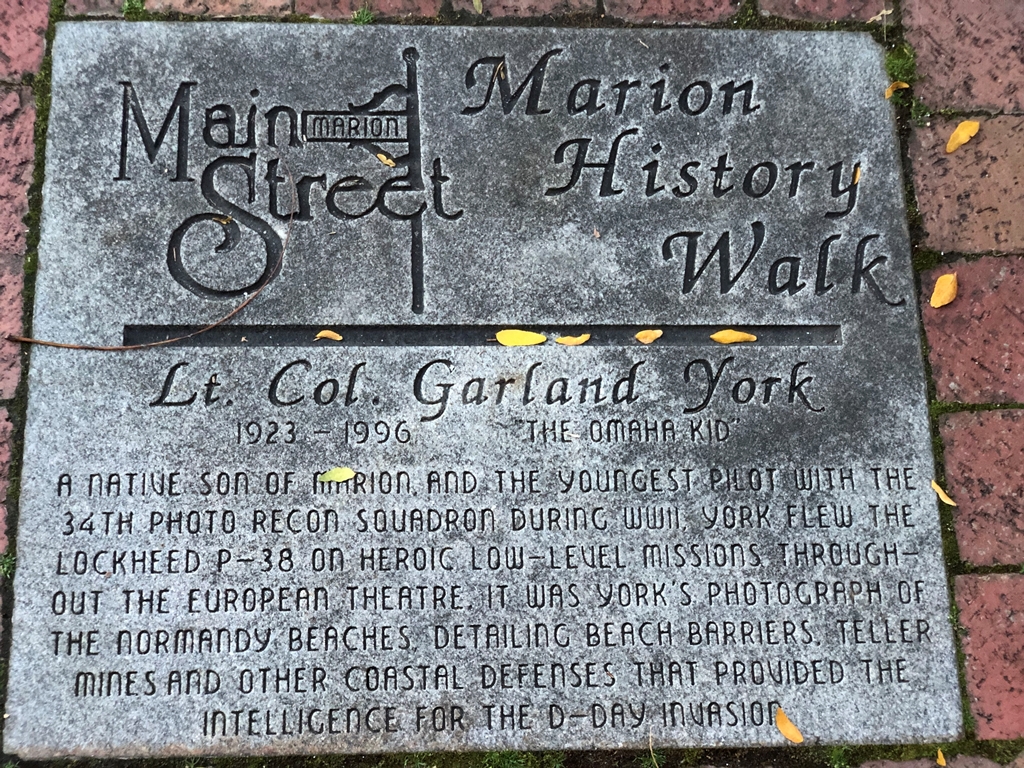 Main
MARION
Street
Marion
History
Walk
Lt. Col. Garland York
1923 - 1996 "THE OMAHA KID"
A NATIVE SON OF MARION, AND THE YOUNGEST PILOT WITH THE
34TH PHOTO RECON SQUADRON DURING WWII, YORK FLEW THE
LOCKHEED P-38 ON HEROIC LOW-LEVEL MISSIONS THROUGH-
OUT THE EUROPEAN THEATRE. IT WAS YORK'S PHOTOGRAPH OF
THE NORMANDY BEACHES, DETAILING BEACH BARRIERS, TELLER
MINES AND OTHER COASTAL DEFENSES THAT PROVIDED THE
INTELLIGENCE FOR THE D-DAY INVASION